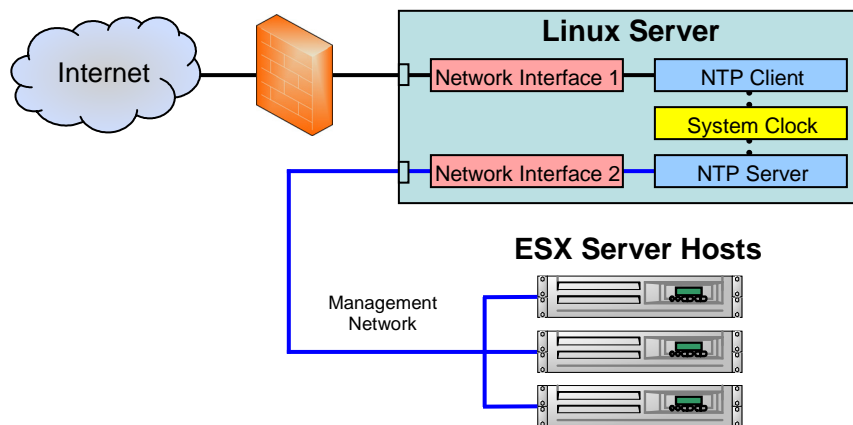 Linux Server
Internet
Network Interface 1
NTP Client
System Clock
Network Interface 2
NTP Server
ESX Server Hosts
Management
Network